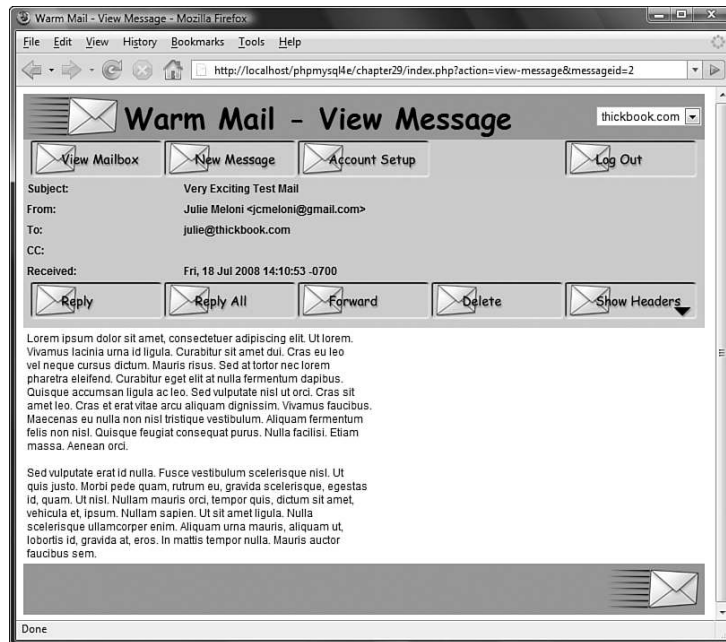 Warm Mail - View Message - Mozilla Firefox
File Edit View History Bookmarks Tools Help
http://localhost/phpmysql4e/chapter29/index.php?action=view-message&messageid=2
Warm Mail - View Message
thickbook.com
View Mailbox New Message Account Setup Log Out
Subject: Very Exciting Test Mail
From: Julie Meloni <jcmeloni@gmail.com>
To: julie@thickbook.com
CC:
Received: Fri, 18 Jul 2008 14:10:53 -0700
Reply Reply All Forward Delete Show Headers
Lorem ipsum dolor sit amet, consectetuer adipiscing elit. Ut lorem.
Vivamus lacinia urna id ligula. Curabitur sit amet dui. Cras eu leo
vel neque cursus dictum. Mauris risus. Sed at tortor nec lorem
pharetra eleifend. Curabitur eget elit at nulla fermentum dapibus.
Quisque accumsan ligula ac leo. Sed vulputate nisl ut orci. Cras sit
amet leo. Cras et erat vitae arcu aliquam dignissim. Vivamus faucibus.
Maecenas eu nulla non nisl tristique vestibulum. Aliquam fermentum
felis non nisl. Quisque feugiat consequat purus. Nulla facilisi. Etiam
massa. Aenean orci.
Sed vulputate erat id nulla. Fusce vestibulum scelerisque nisl. Ut
quis justo. Morbi pede quam, rutrum eu, gravida scelerisque, egestas
id, quam. Ut nisl. Nullam mauris orci, tempor quis, dictum sit amet,
vehicula et, ipsum. Nullam sapien. Ut sit amet ligula. Nulla
scelerisque ullamcorper enim. Aliquam urna mauris, aliquam ut,
lobortis id, gravida at, eros. In mattis tempor nulla. Mauris auctor
faucibus sem.
Done